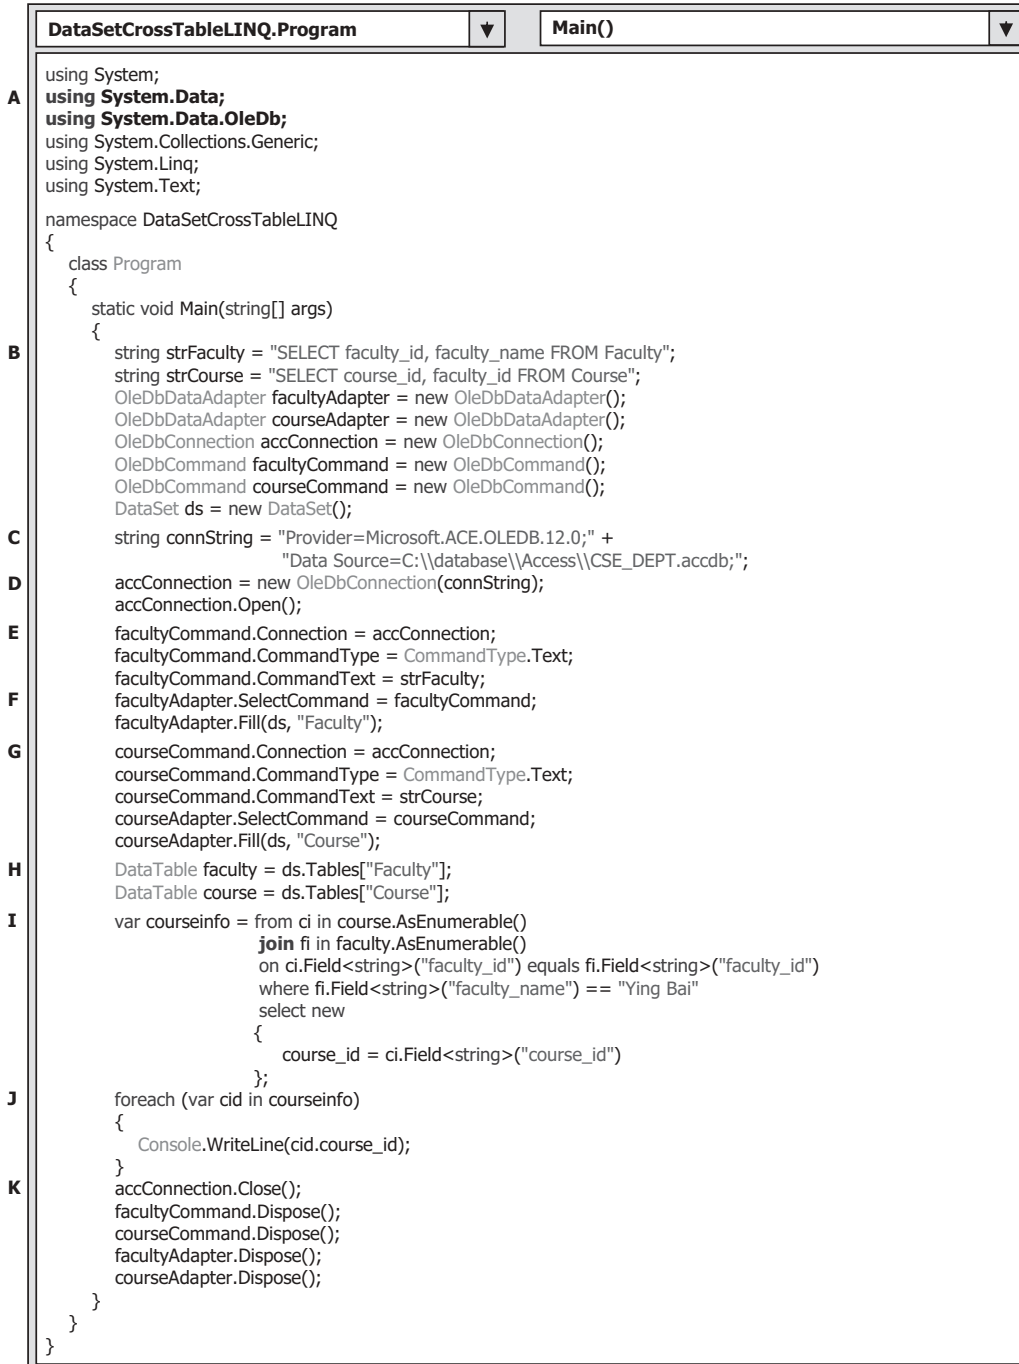 DataSetCrossTableLINQ.Program Main()
using System;
A using System.Data;
using System.Data.OleDb;
using System.Collections.Generic;
using System.Linq;
using System.Text;
namespace DataSetCrossTableLINQ
{
class Program
{
static void Main(string[] args)
{
B string strFaculty = "SELECT faculty_id, faculty_name FROM Faculty";
string strCourse = "SELECT course_id, faculty_id FROM Course";
OleDbDataAdapter facultyAdapter = new OleDbDataAdapter();
OleDbDataAdapter courseAdapter = new OleDbDataAdapter();
OleDbConnection accConnection = new OleDbConnection();
OleDbCommand facultyCommand = new OleDbCommand();
OleDbCommand courseCommand = new OleDbCommand();
DataSet ds = new DataSet();
C string connString = "Provider=Microsoft.ACE.OLEDB.12.0;" +
"Data Source=C:\\database\\Access\\CSE_DEPT.accdb;";
D accConnection = new OleDbConnection(connString);
accConnection.Open();
E facultyCommand.Connection = accConnection;
facultyCommand.CommandType = CommandType.Text;
facultyCommand.CommandText = strFaculty;
F facultyAdapter.SelectCommand = facultyCommand;
facultyAdapter.Fill(ds, "Faculty");
G courseCommand.Connection = accConnection;
courseCommand.CommandType = CommandType.Text;
courseCommand.CommandText = strCourse;
courseAdapter.SelectCommand = courseCommand;
courseAdapter.Fill(ds, "Course");
H DataTable faculty = ds.Tables["Faculty"];
DataTable course = ds.Tables["Course"];
I var courseinfo = from ci in course.AsEnumerable()
join fi in faculty.AsEnumerable()
on ci.Field<string>("faculty_id") equals fi.Field<string>("faculty_id")
where fi.Field<string>("faculty_name") == "Ying Bai"
select new
{
course_id = ci.Field<string>("course_id")
};
J foreach (var cid in courseinfo)
{
Console.WriteLine(cid.course_id);
}
K accConnection.Close();
facultyCommand.Dispose();
courseCommand.Dispose();
facultyAdapter.Dispose();
courseAdapter.Dispose();
}
}
}